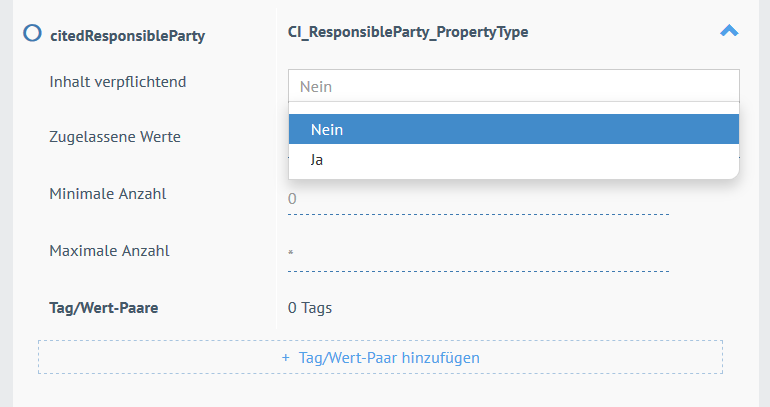 citedResponsibleParty
CI_ResponsibleParty_PropertyType
Inhalt verpflichtend
Nein
Nein
Zugelassene Werte
Ja
Minimale Anzahl
0
Maximale Anzahl
*
Tag/Wert-Paare
0 Tags
+ Tag/Wert-Paar hinzufügen